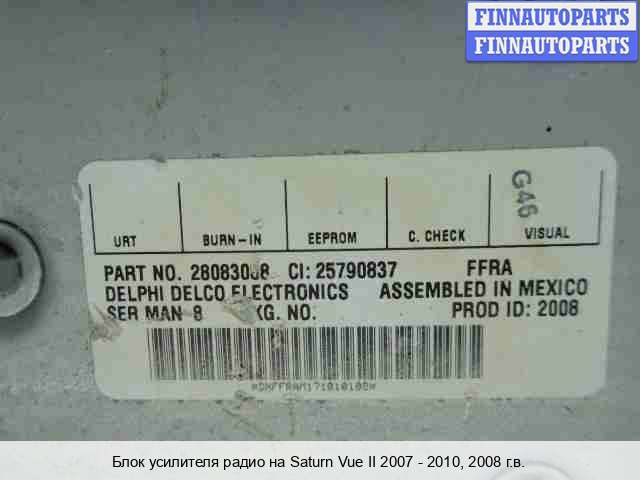 FINNAUTOPARTS
FINNAUTOPARTS
G46
URT BURN-IN EEPROM C. CHECK VISUAL
PART NO. CI: 25790837 FFRA
DELPHI DELCO ELECTRONICS ASSEMBLED IN MEXICO
SER MAN 8 KG. NO. PROD ID: 2008
Блок усилителя радио на Saturn Vue II 2007 - 2010, 2008 г.в.